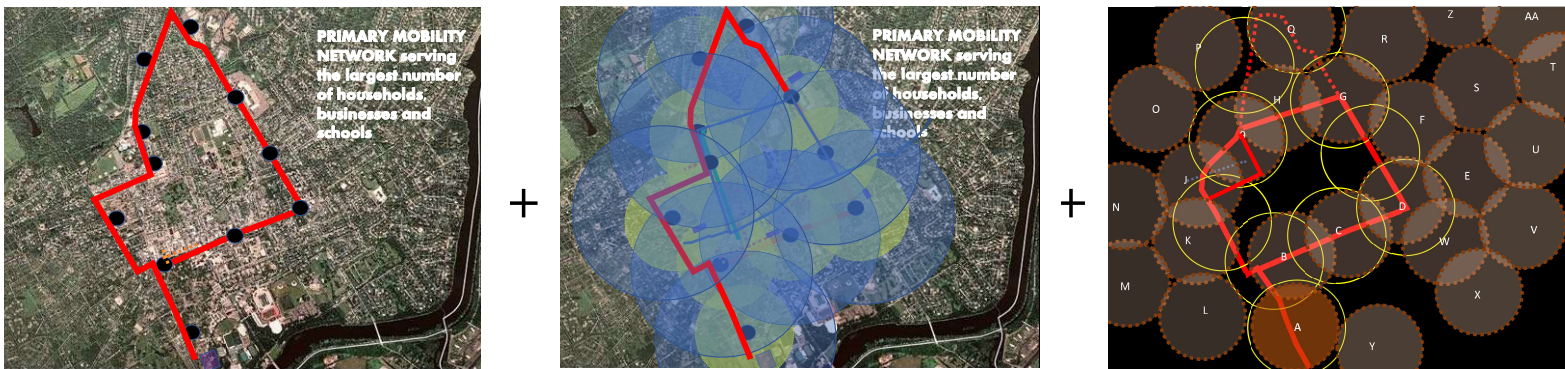 PRIMARY MOBILITY
NETWORK serving
the largest number
of households,
businesses and
schools
+
PRIMARY MOBILITY
NETWORK serving
the largest number
of households,
businesses and
schools
+
Q
Z
AA
P
R
T
S
H
G
O
F
U
E
J
N
D
C
W
V
K
B
M
X
L
A
Y